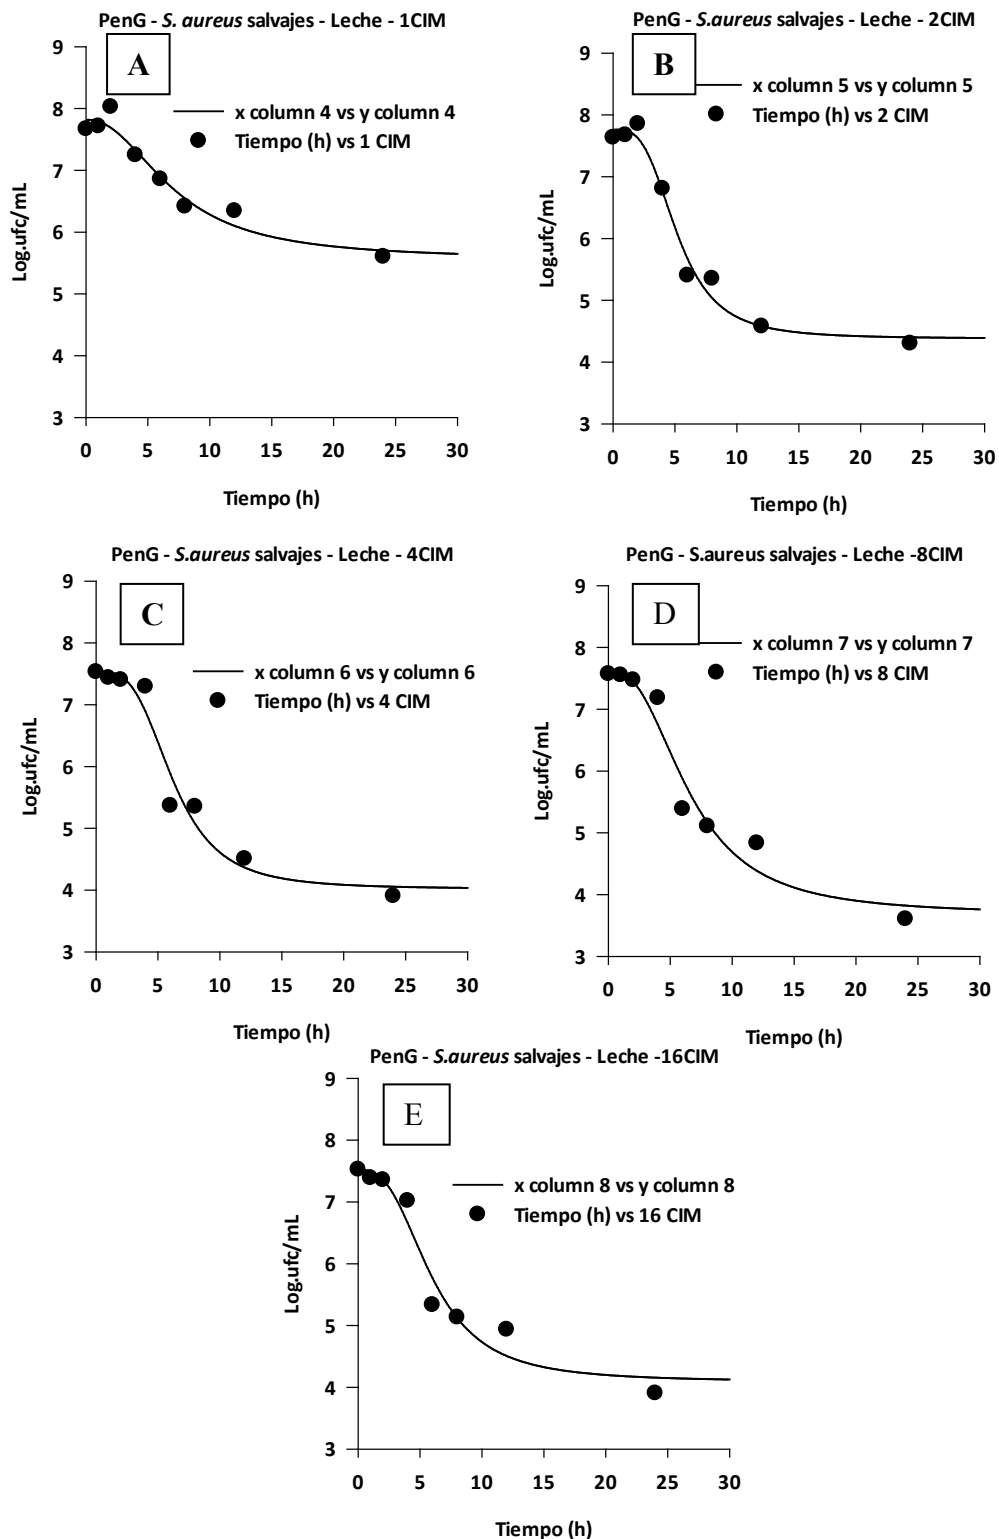 PenG - S. aureus salvajes - Leche - 1CIM
A
x column 4 vs y column 4
Tiempo (h) vs 1 CIM
Log.ufc/mL
9
8
7
6
5
4
3
0 5 10 15 20 25 30
Tiempo (h)
PenG - S.aureus salvajes - Leche - 2CIM
B
x column 5 vs y column 5
Tiempo (h) vs 2 CIM
Log.ufc/mL
9
8
7
6
5
4
3
0 5 10 15 20 25 30
Tiempo (h)
PenG - S.aureus salvajes - Leche - 4CIM
C
x column 6 vs y column 6
Tiempo (h) vs 4 CIM
Log.ufc/mL
9
8
7
6
5
4
3
0 5 10 15 20 25 30
Tiempo (h)
PenG - S.aureus salvajes - Leche -8CIM
D
x column 7 vs y column 7
Tiempo (h) vs 8 CIM
Log.ufc/mL
9
8
7
6
5
4
3
0 5 10 15 20 25 30
Tiempo (h)
PenG - S.aureus salvajes - Leche -16CIM
E
x column 8 vs y column 8
Tiempo (h) vs 16 CIM
Log.ufc/mL
9
8
7
6
5
4
3
0 5 10 15 20 25 30
Tiempo (h)